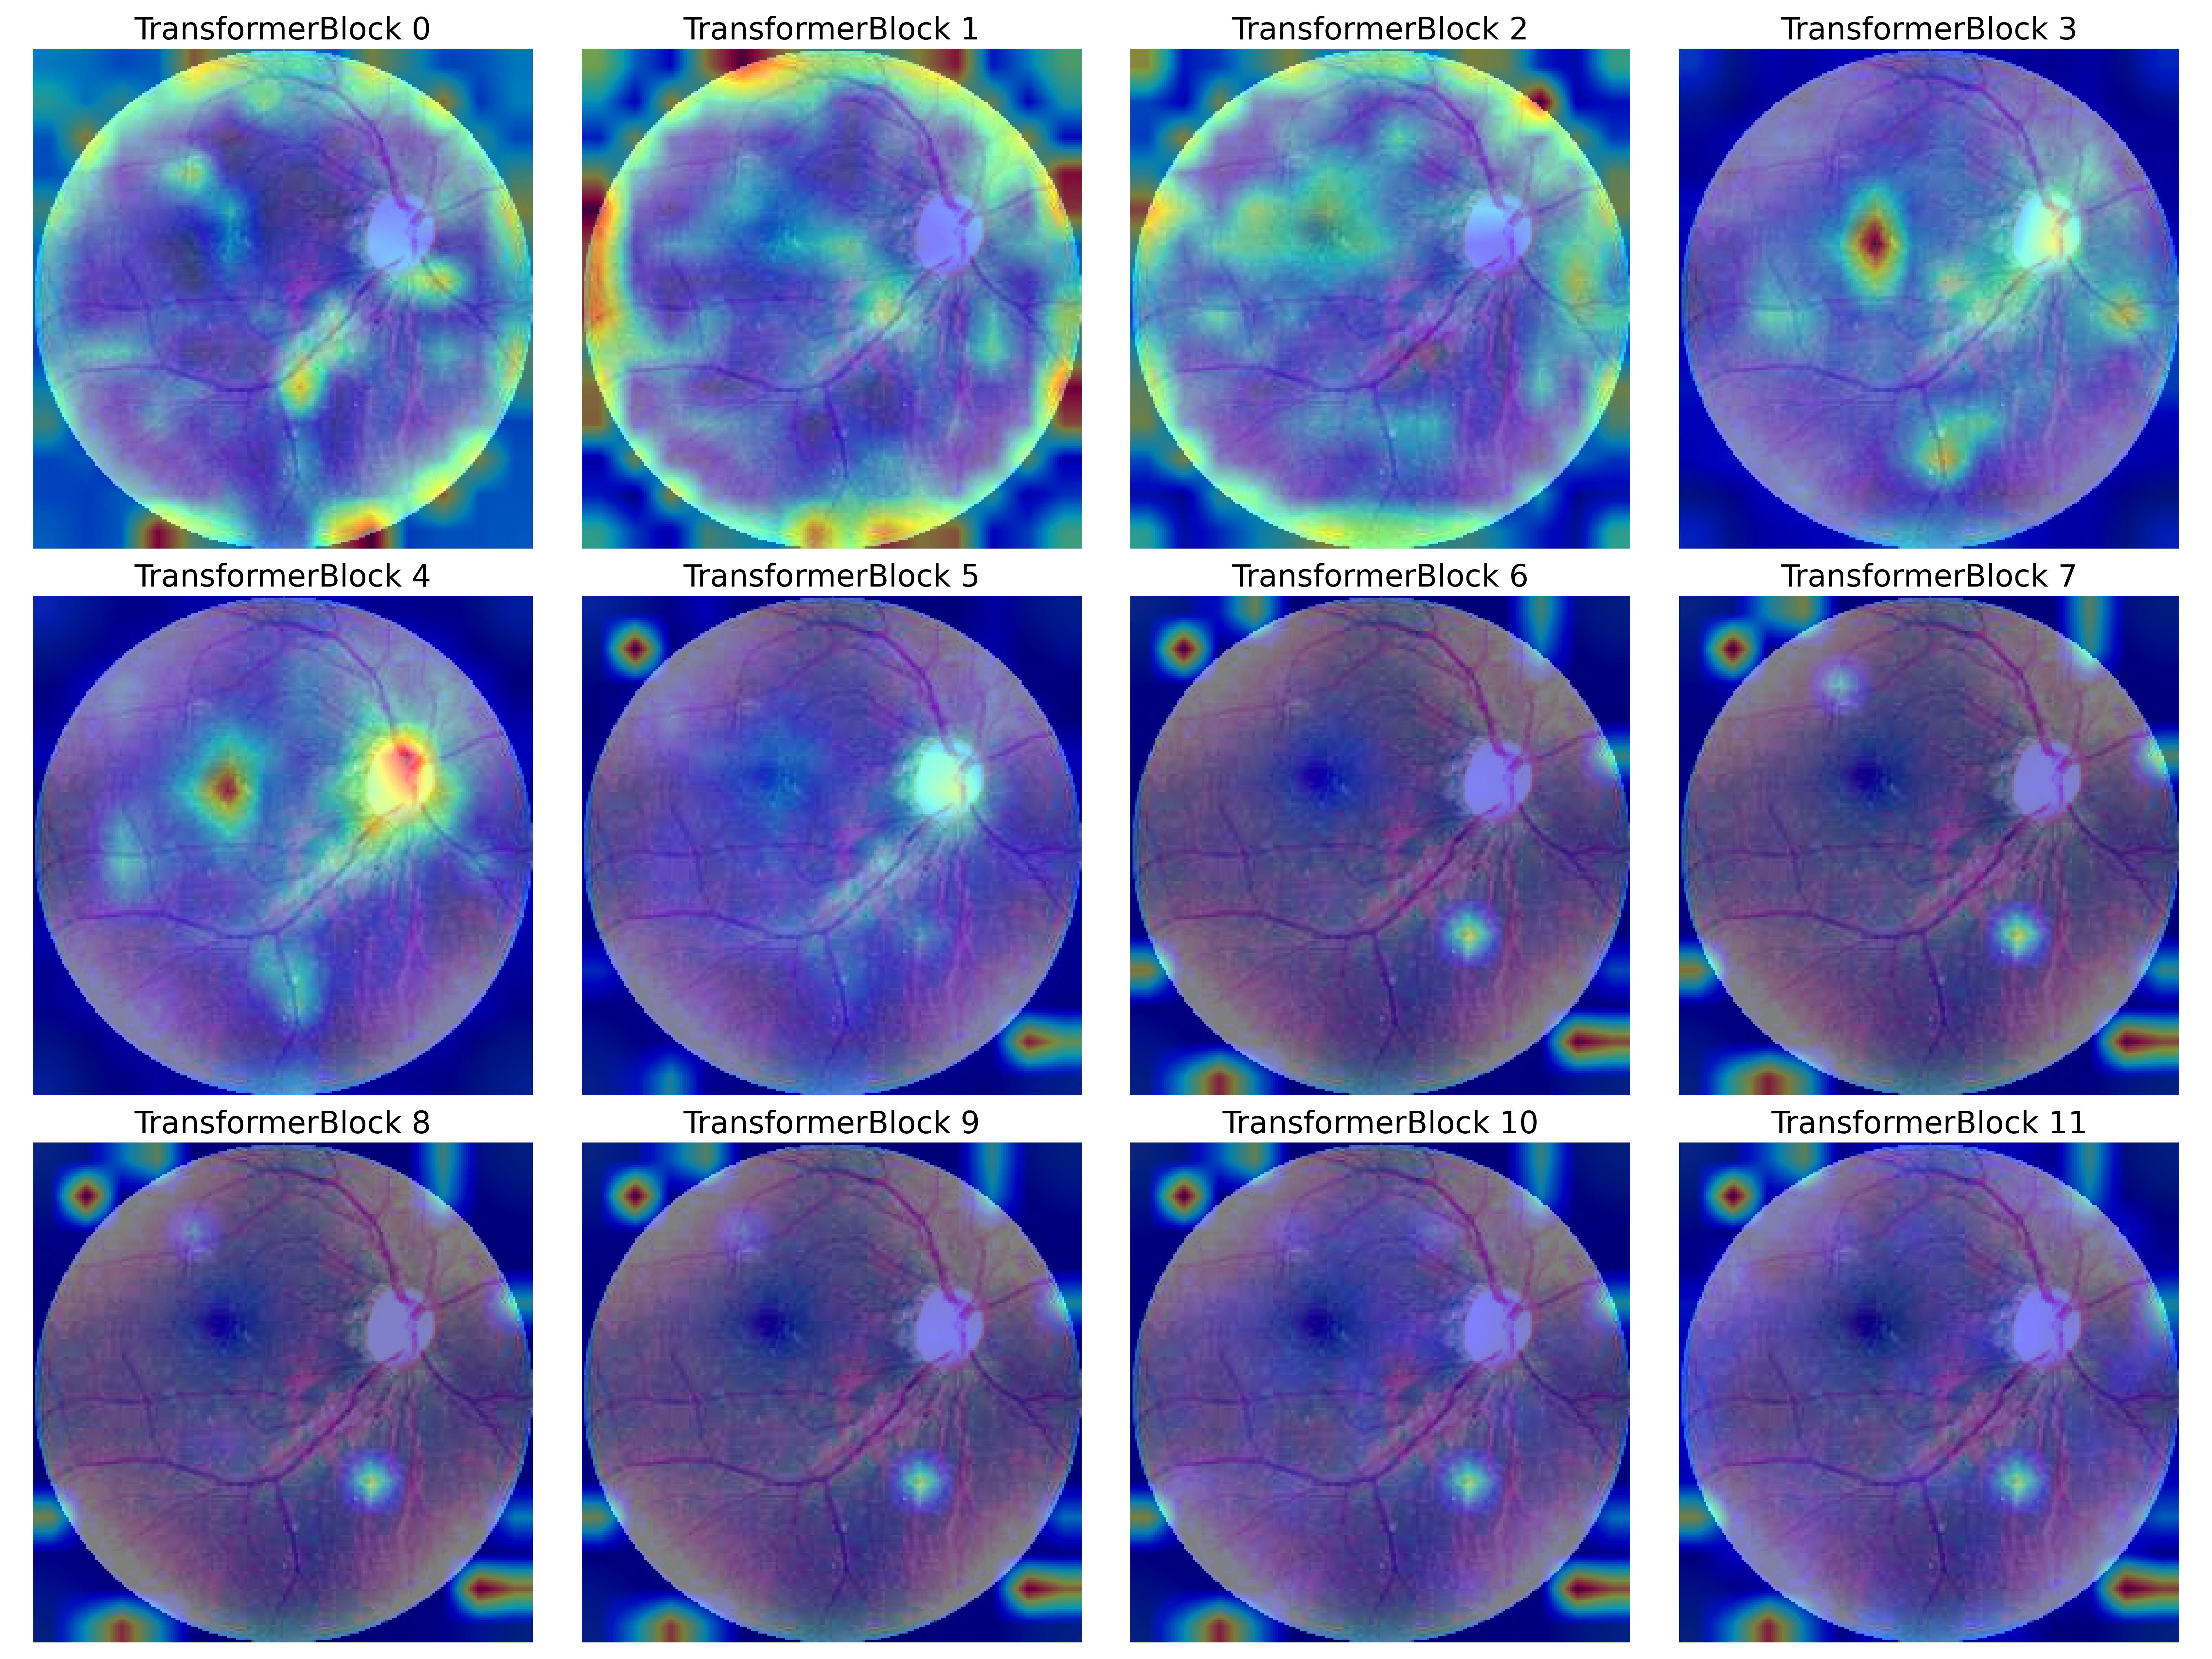 TransformerBlock 0
TransformerBlock 1
TransformerBlock 2
TransformerBlock 3
TransformerBlock 4
TransformerBlock 5
TransformerBlock 6
TransformerBlock 7
TransformerBlock 8
TransformerBlock 9
TransformerBlock 10
TransformerBlock 11